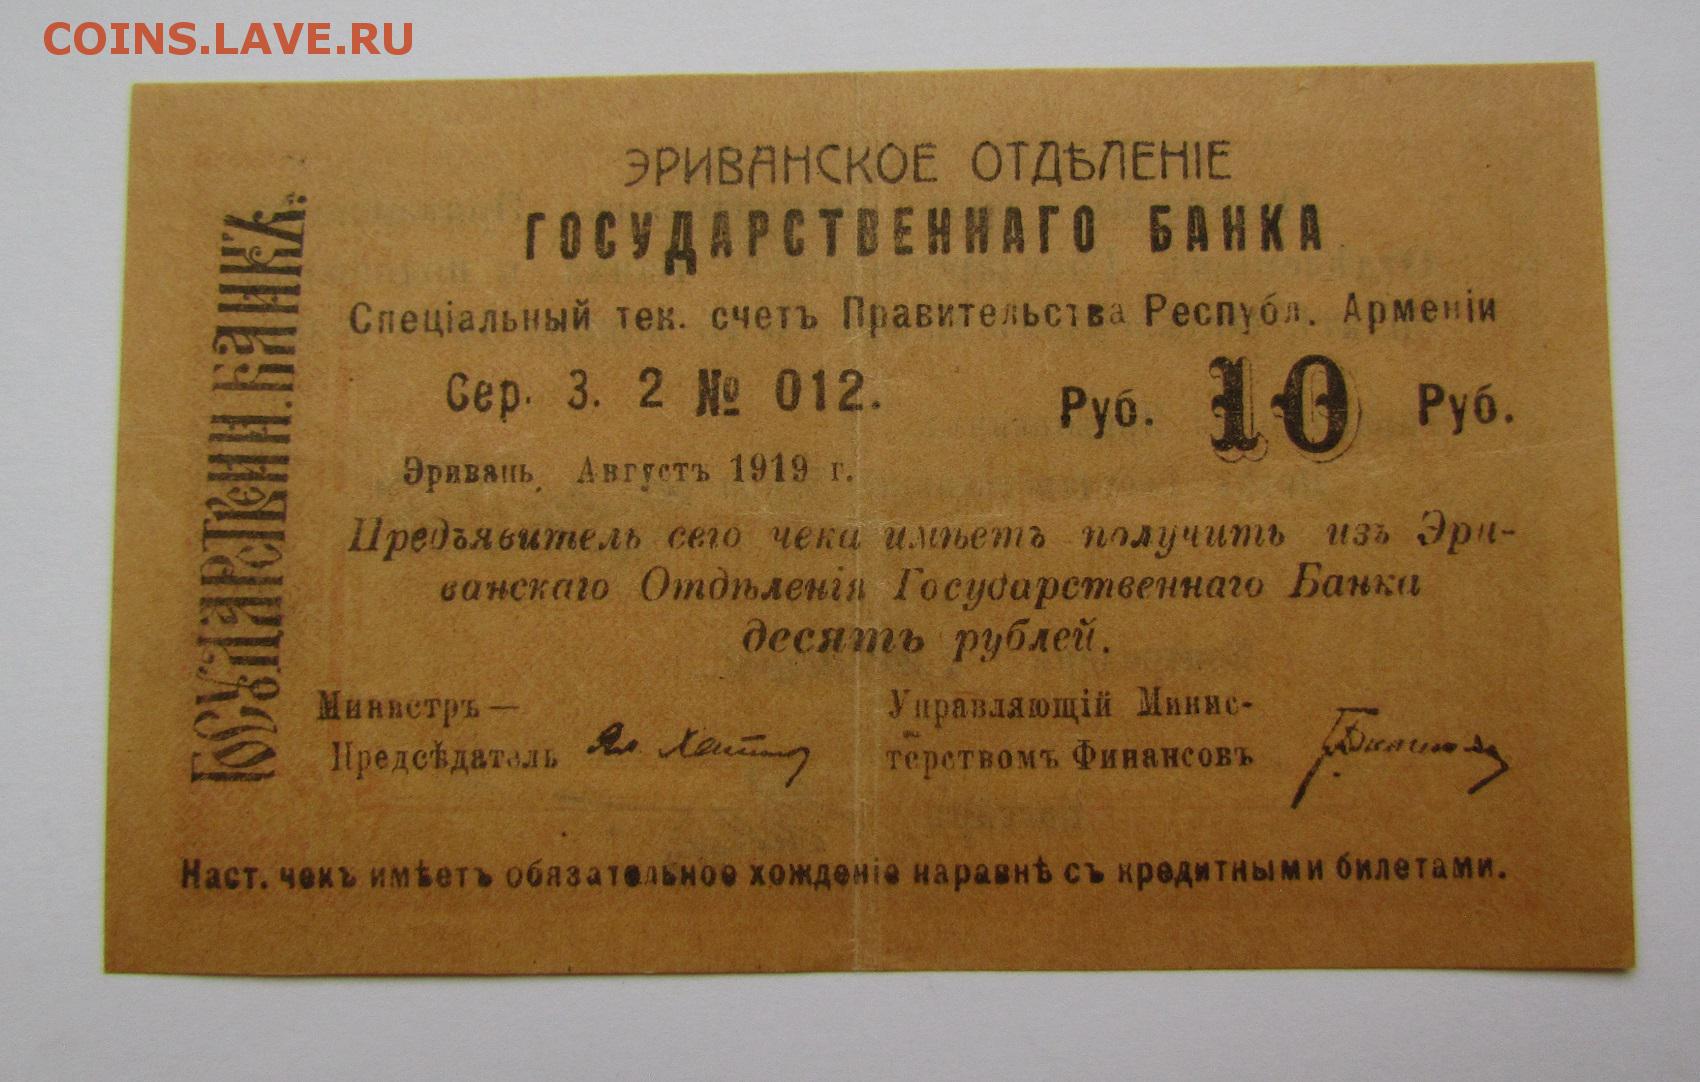 COINS.LAVE.RU
ЭРИВАНСКОЕ ОТДѢЛЕНІЕ
ГОСУДАРСТВЕННАГО БАНКА
Спеціальный тек. счетъ Правительства Республ. Арменіи
Сер. З. 2 № 012.
Руб. 10 Руб.
Эривань, Августъ 1919 г.
Предъявитель сего чека имѣетъ получить изъ Эри-
ванскаго Отдѣленія Государственнаго Банка
десять рублей.
Министръ—
Предсѣдатель
Управляющій Минис-
терствомъ Финансовъ
Наст. чекъ имѣетъ обязательное хожденіе наравнѣ съ кредитными билетами.